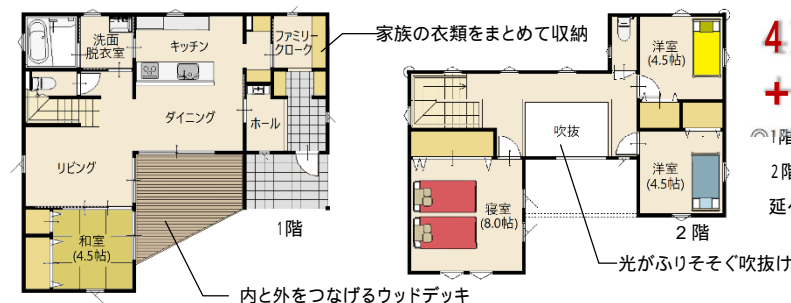 洗面
脱衣室
キッチン
ファミリー
クローク
家族の衣類をまとめて収納
ダイニング
ホール
リビング
和室
(4.5帖)
1階
内と外をつなげるウッドデッキ
洋室
(4.5帖)
吹抜
洋室
(4.5帖)
寝室
(8.0帖)
2階
光がふりそそぐ吹抜け
4
+
◎1階
2階